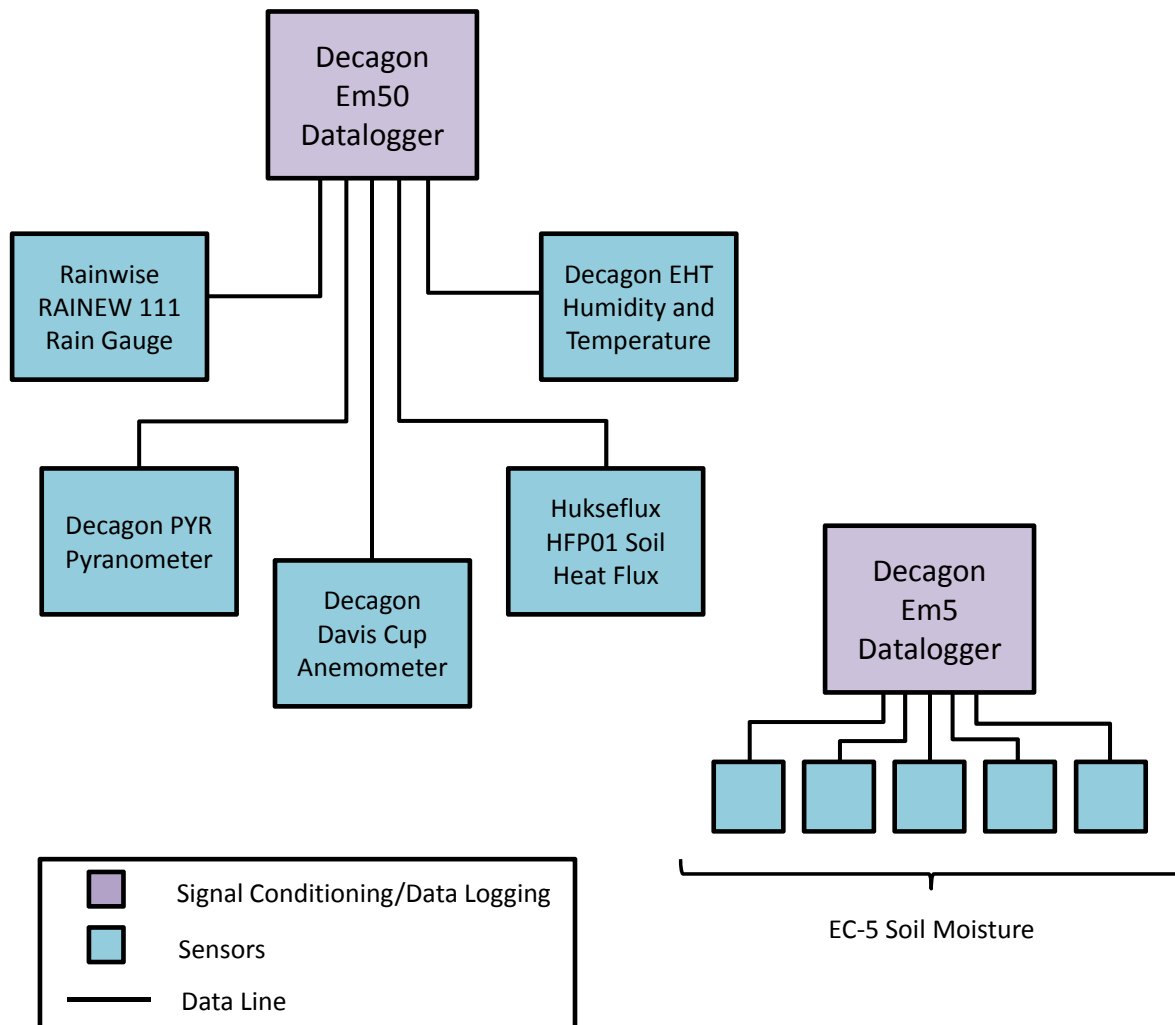 Decagon
Em50
Datalogger
Rainwise
RAINEW 111
Rain Gauge
Decagon EHT
Humidity and
Temperature
Decagon PYR
Pyranometer
Decagon
Davis Cup
Anemometer
Hukseflux
HFP01 Soil
Heat Flux
Decagon
Em5
Datalogger
EC-5 Soil Moisture
Signal Conditioning/Data Logging
Sensors
Data Line